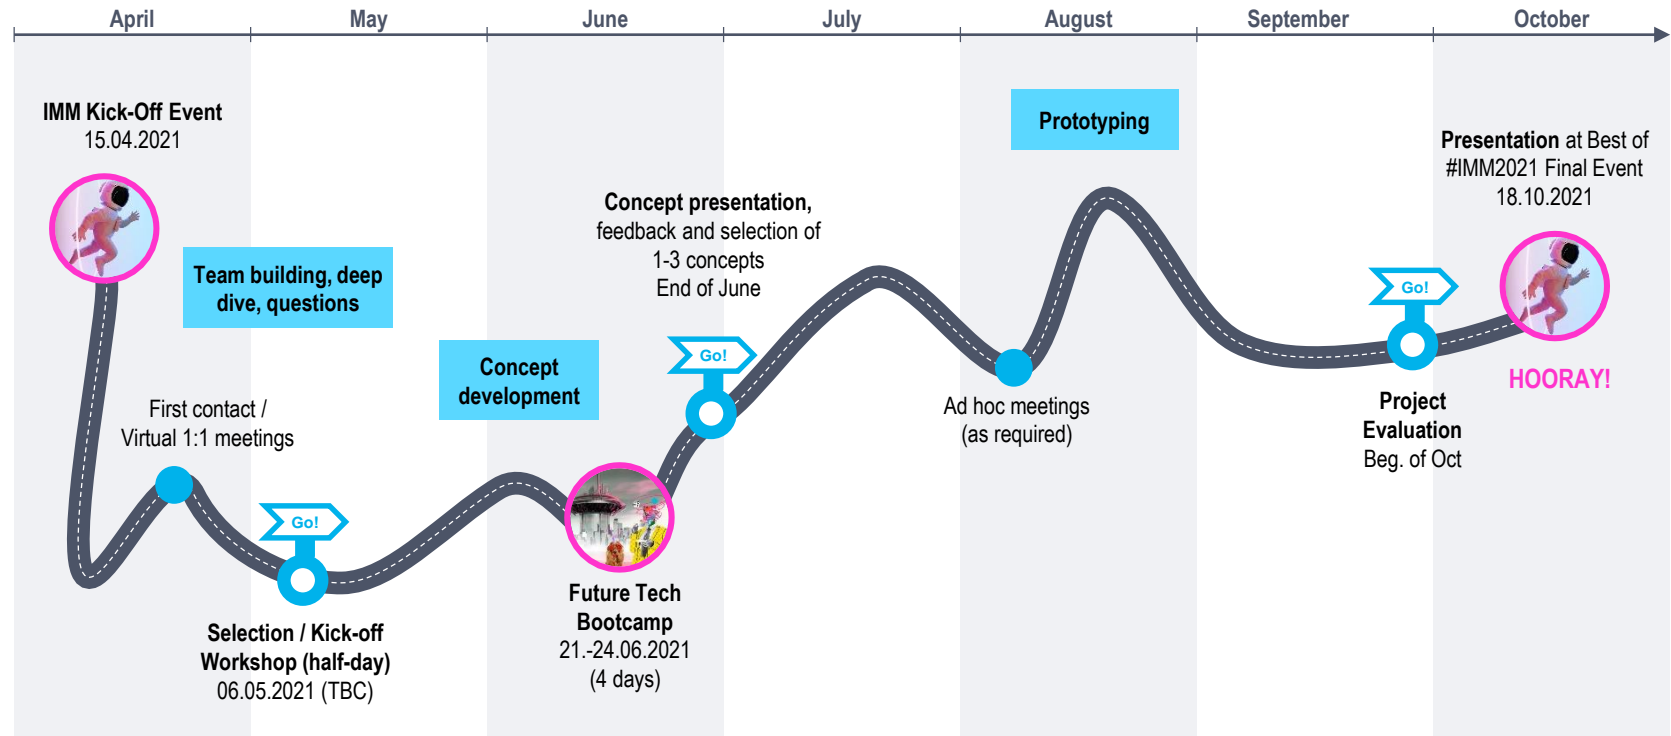 April
May
June
July
August
September
October
IMM Kick-Off Event
15.04.2021
Team building, deep
dive, questions
First contact /
Virtual 1:1 meetings
Go!
Selection / Kick-off
Workshop (half-day)
06.05.2021 (TBC)
Concept
development
Future Tech
Bootcamp
21.-24.06.2021
(4 days)
Concept presentation,
feedback and selection of
1-3 concepts
End of June
Go!
Ad hoc meetings
(as required)
Prototyping
Go!
Project
Evaluation
Beg. of Oct
Presentation at Best of
#IMM2021 Final Event
18.10.2021
HOORAY!